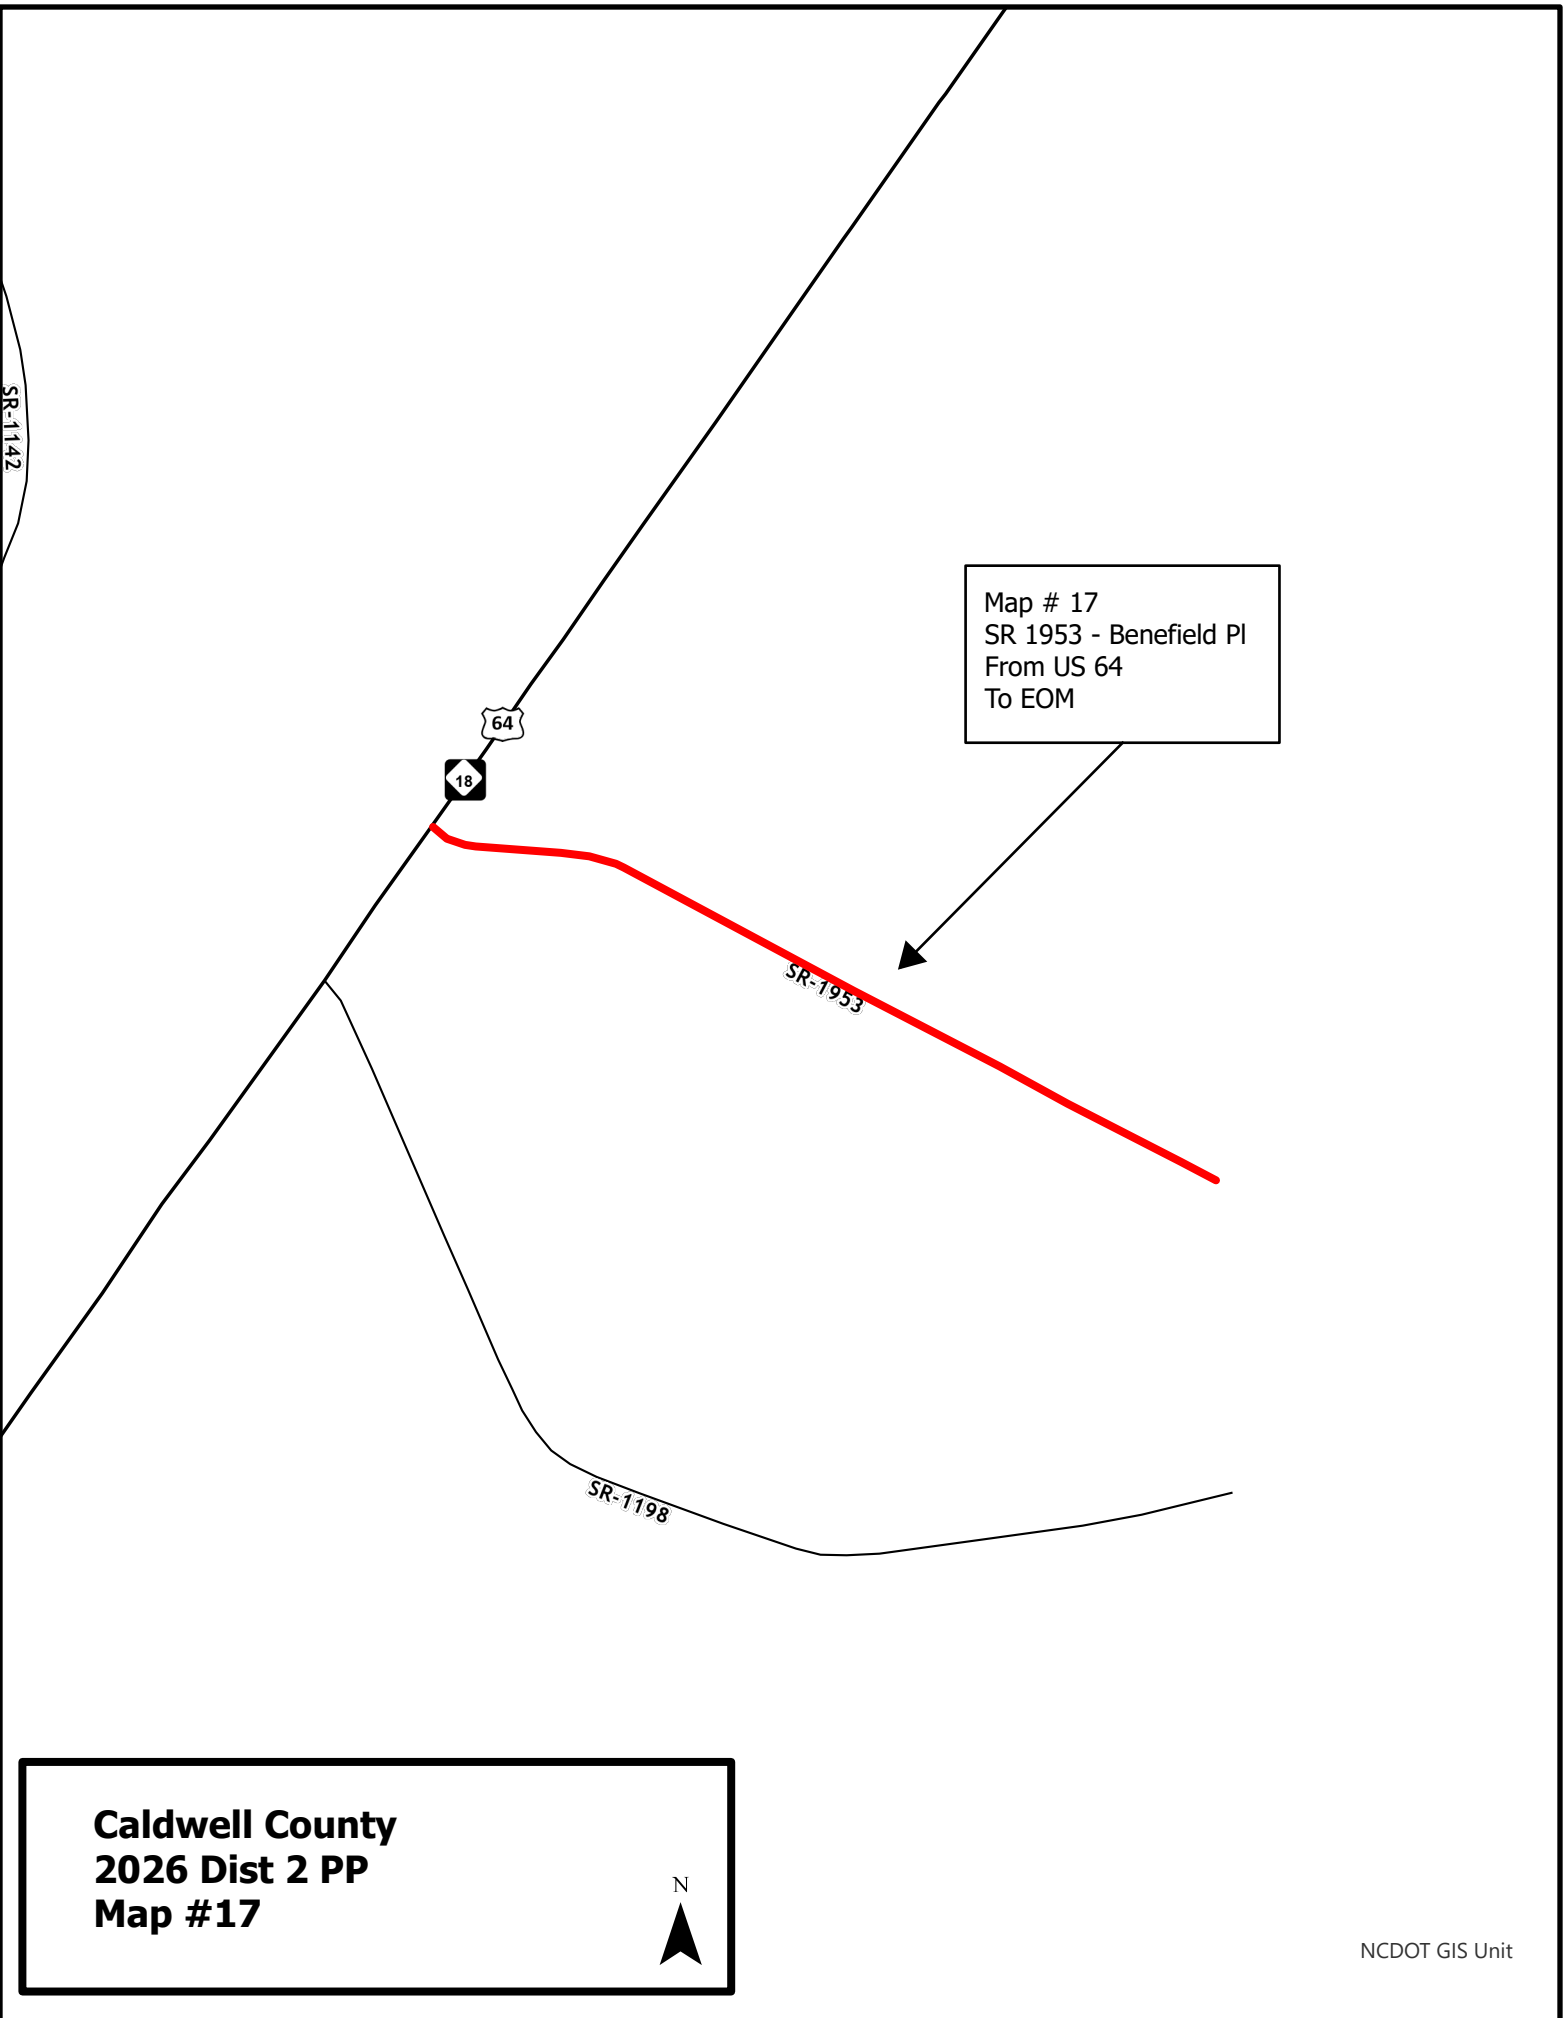 SR-1142
Map # 17
SR 1953 - Benefield Pl
From US 64
To EOM
64
18
SR-1953
SR-1198
Caldwell County
2026 Dist 2 PP
Map #17
N
NCDOT GIS Unit